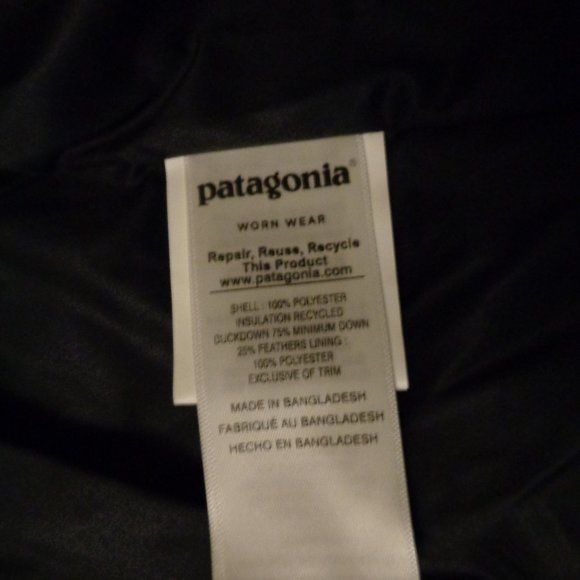 patagonia®
WORN WEAR
Repair, Reuse, Recycle
This Product
www.patagonia.com
SHELL : 100% POLYESTER
INSULATION RECYCLED
DUCKDOWN 75% MINIMUM DOWN
25% FEATHERS LINING :
100% POLYESTER
EXCLUSIVE OF TRIM
MADE IN BANGLADESH
FABRIQUÉ AU BANGLADESH
HECHO EN BANGLADESH